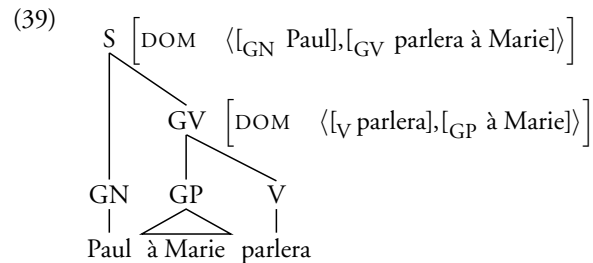 (39)
S [DOM ⟨[GN Paul],[GV parlera à Marie]⟩]
GV [DOM ⟨[V parlera],[GP à Marie]⟩]
GN GP V
Paul à Marie parlera